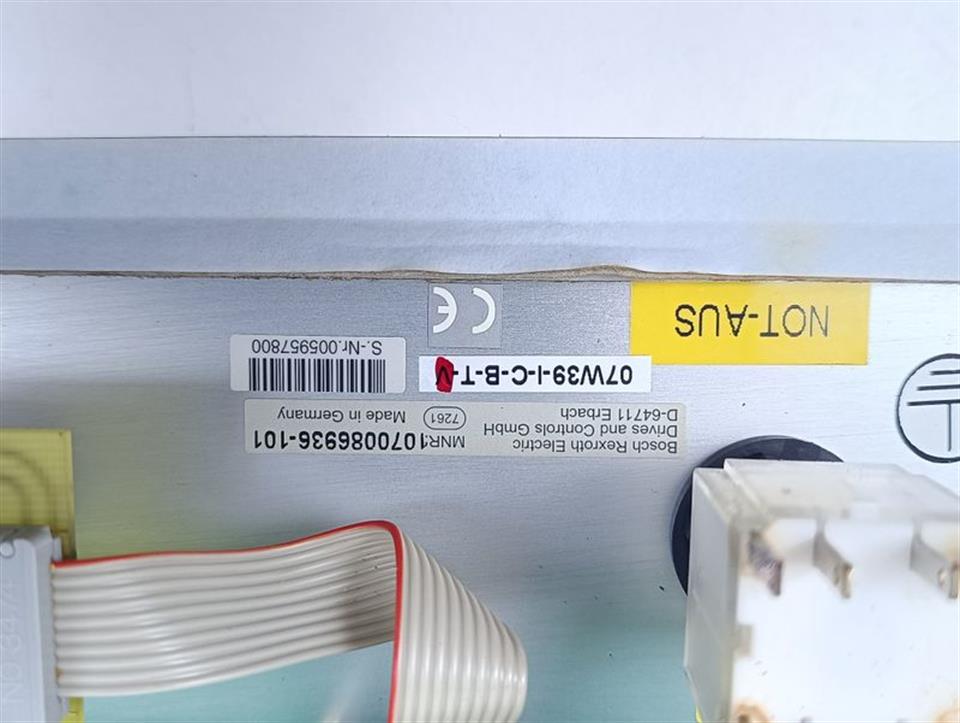 Bosch Rexroth Electric
Drives and Controls GmbH
D-64711 Erbach
MNR:1070086936-101
7261
Made in Germany
07W39-I-C-B-T-V
S.-Nr.005957800
NOT-AUS
CE